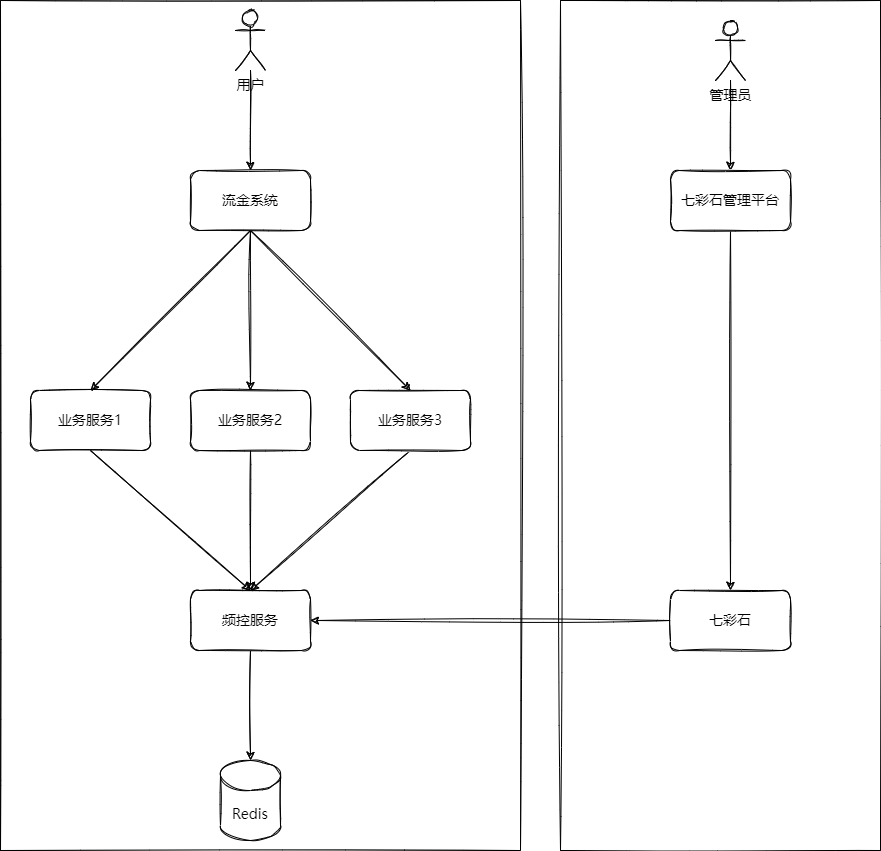 用户
管理员
流金系统
七彩石管理平台
业务服务1
业务服务2
业务服务3
频控服务
七彩石
Redis